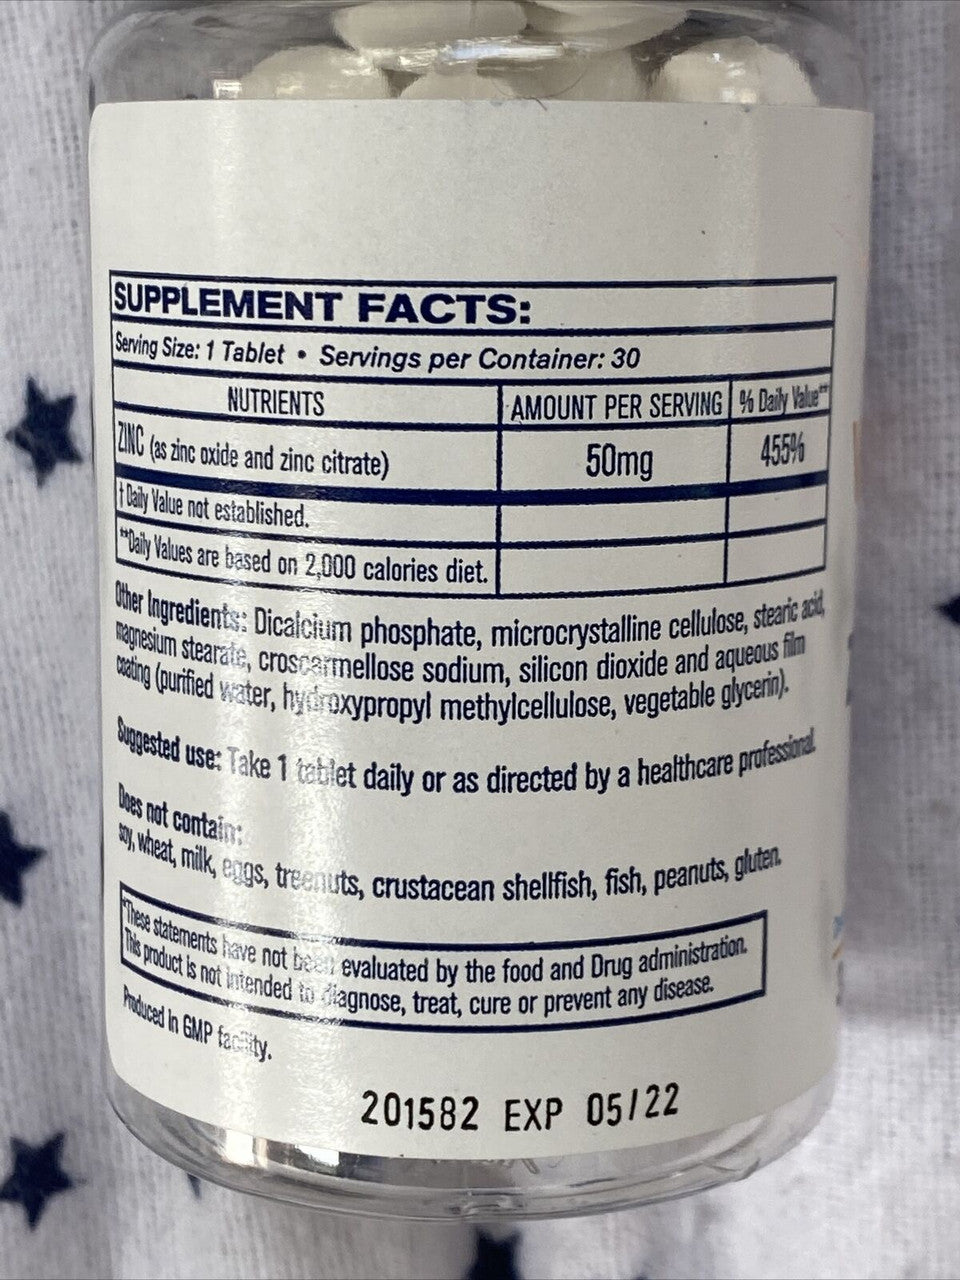 SUPPLEMENT FACTS:
Serving Size: 1 Tablet • Servings per Container: 30
NUTRIENTS AMOUNT PER SERVING % Daily Value**
ZINC (as zinc oxide and zinc citrate) 50mg 455%
† Daily Value not established.
**Daily Values are based on 2,000 calories diet.
Other Ingredients: Dicalcium phosphate, microcrystalline cellulose, stearic acid,
magnesium stearate, croscarmellose sodium, silicon dioxide and aqueous film
coating (purified water, hydroxypropyl methylcellulose, vegetable glycerin).
Suggested use: Take 1 tablet daily or as directed by a healthcare professional.
Does not contain:
soy, wheat, milk, eggs, treenuts, crustacean shellfish, fish, peanuts, gluten.
*These statements have not been evaluated by the food and Drug administration.
This product is not intended to diagnose, treat, cure or prevent any disease.
Produced in GMP facility.
201582 EXP 05/22